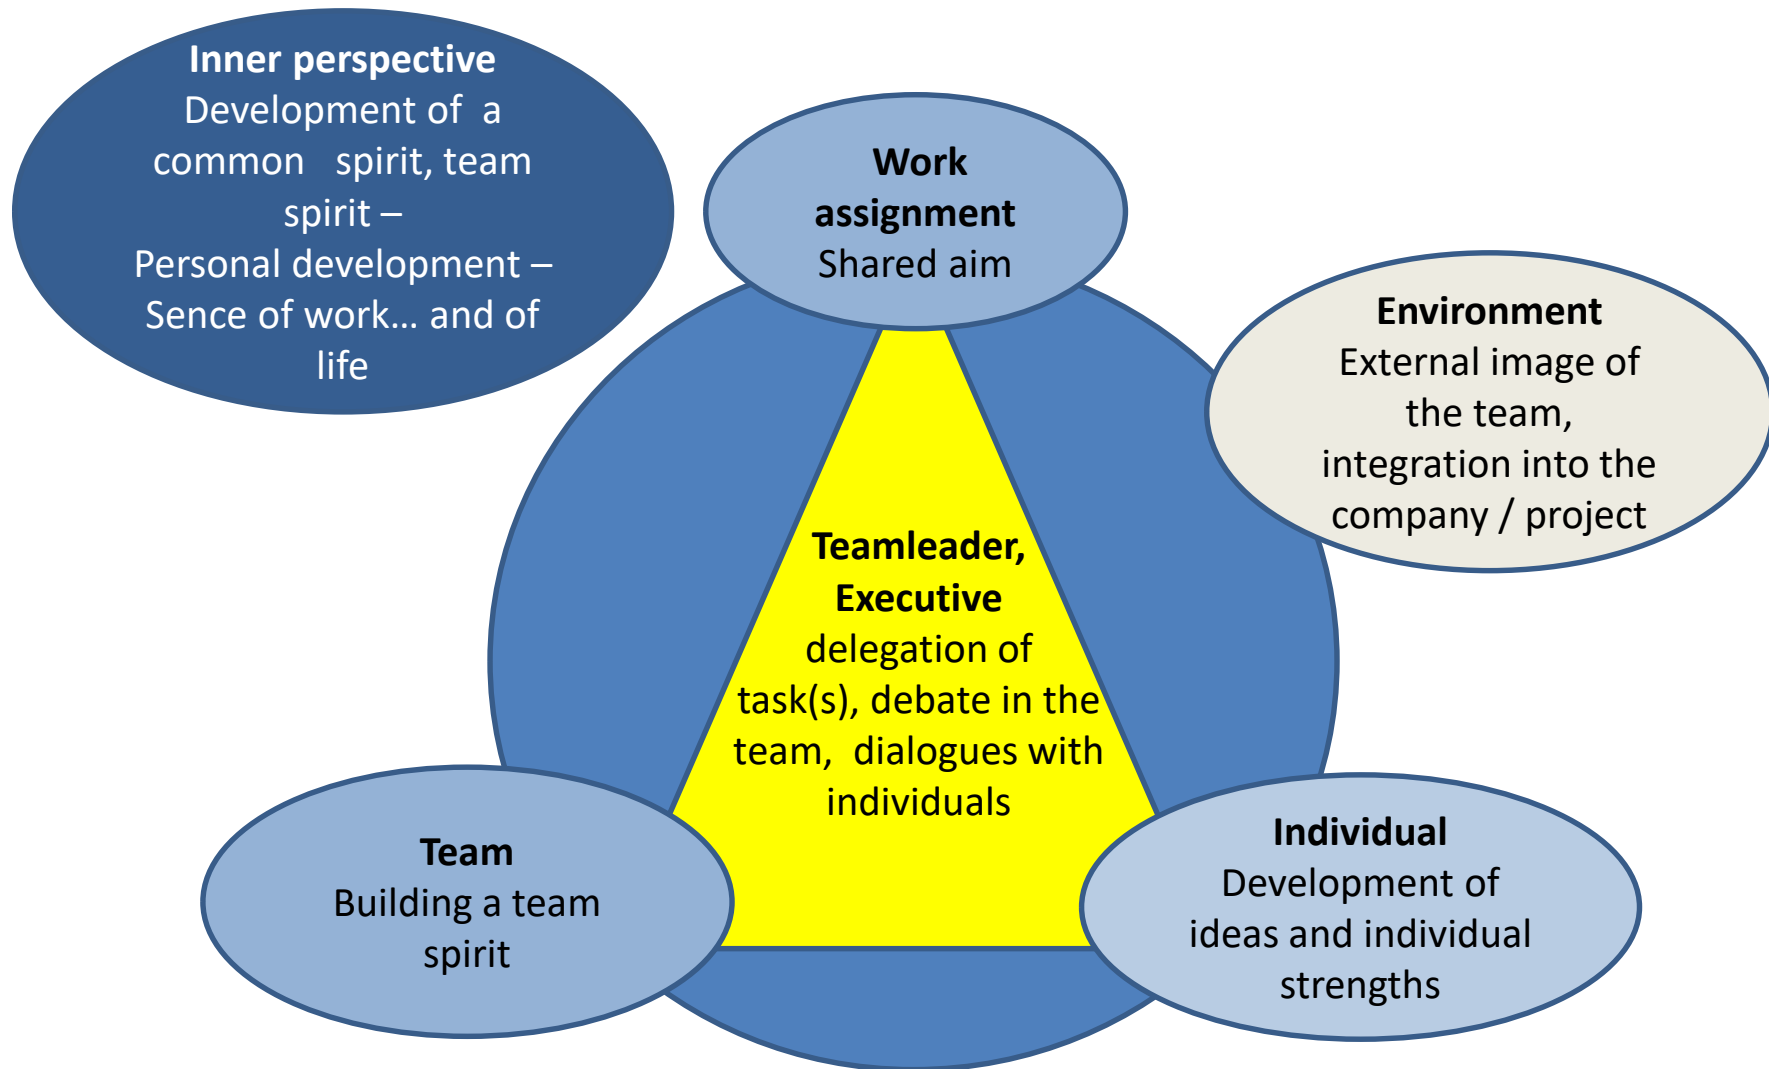 Inner perspective
Development of a
common spirit, team
spirit –
Personal development –
Sence of work… and of
life
Work
assignment
Shared aim
Environment
External image of
the team,
integration into the
company / project
Teamleader,
Executive
delegation of
task(s), debate in the
team, dialogues with
individuals
Team
Building a team
spirit
Individual
Development of
ideas and individual
strengths